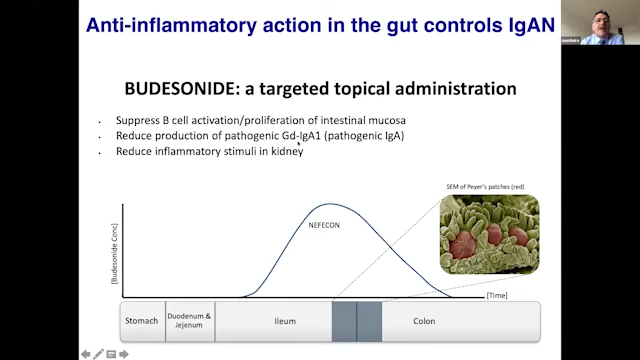 Anti-inflammatory action in the gut controls IgAN
BUDESONIDE: a targeted topical administration
• Suppress B cell activation/proliferation of intestinal mucosa
• Reduce production of pathogenic Gd-IgA1 (pathogenic IgA)
• Reduce inflammatory stimuli in kidney
SEM of Peyer's patches (red)
NEFECON
[Budesonide Conc]
[Time]
Stomach
Duodenum &
Jejenum
Ileum
Colon